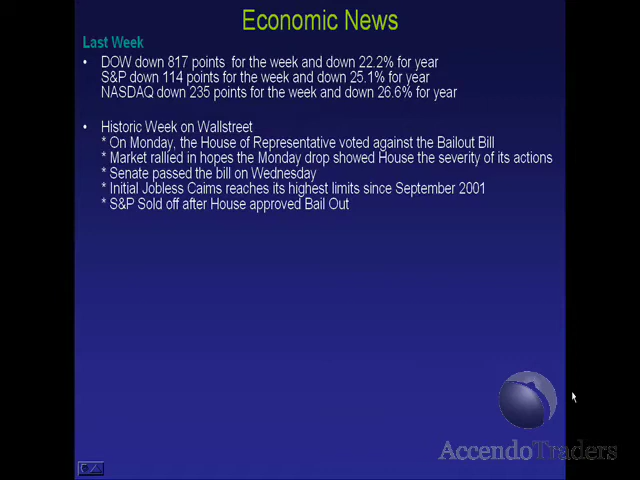 Economic News
Last Week
• DOW down 817 points for the week and down 22.2% for year
S&P down 114 points for the week and down 25.1% for year
NASDAQ down 235 points for the week and down 26.6% for year
• Historic Week on Wallstreet
* On Monday, the House of Representative voted against the Bailout Bill
* Market rallied in hopes the Monday drop showed House the severity of its actions
* Senate passed the bill on Wednesday
* Initial Jobless Caims reaches its highest limits since September 2001
* S&P Sold off after House approved Bail Out
AccendoTraders